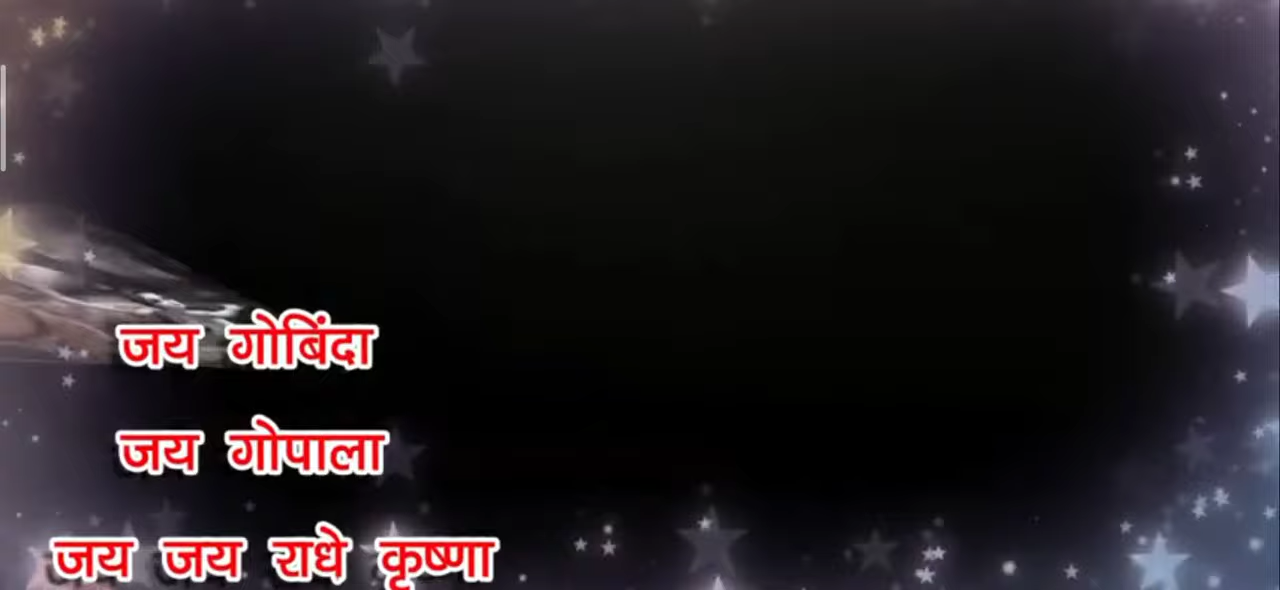 जय गोबिंदा
जय गोपाला
जय जय राधे कृष्णा